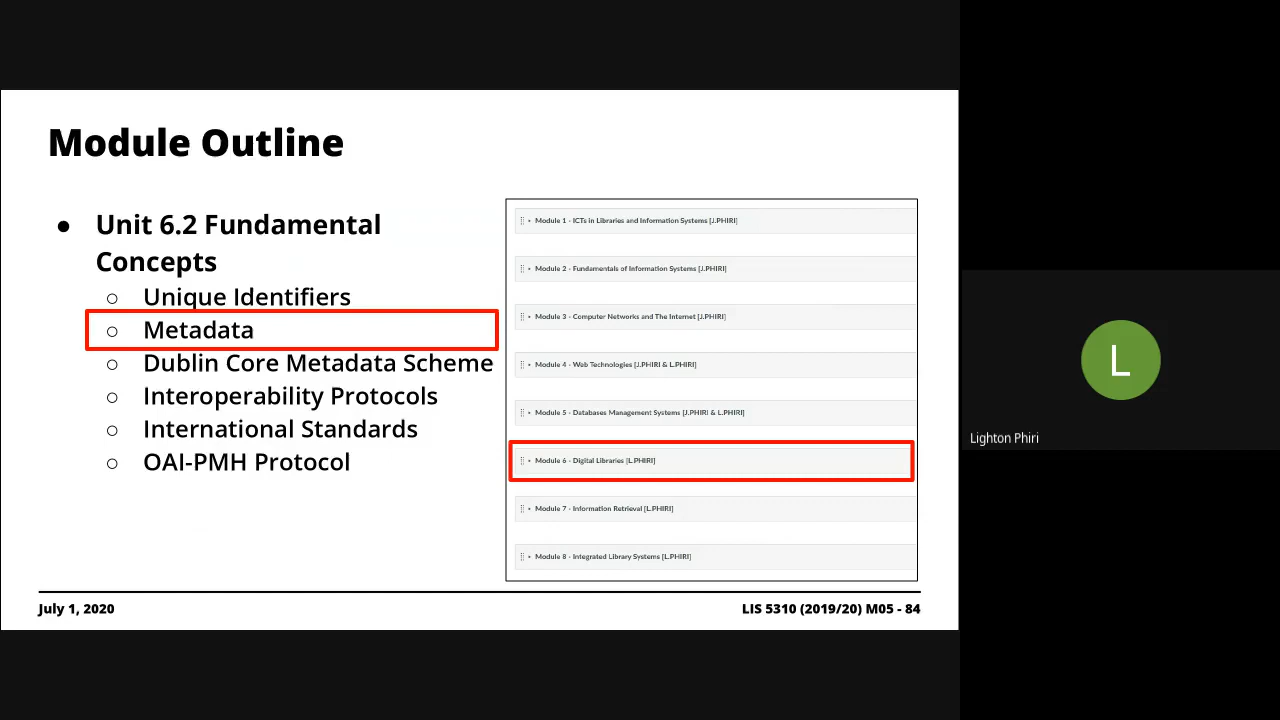 Module Outline
● Unit 6.2 Fundamental
Concepts
○ Unique Identifiers
○ Metadata
○ Dublin Core Metadata Scheme
○ Interoperability Protocols
○ International Standards
○ OAI-PMH Protocol
Module 1 - ICTs in Libraries and Information Systems [J.PHIRI]
Module 2 - Fundamentals of Information Systems [J.PHIRI]
Module 3 - Computer Networks and The Internet [J.PHIRI]
Module 4 - Web Technologies [J.PHIRI & L.PHIRI]
Module 5 - Databases Management Systems [J.PHIRI & L.PHIRI]
Module 6 - Digital Libraries [L.PHIRI]
Module 7 - Information Retrieval [L.PHIRI]
Module 8 - Integrated Library Systems [L.PHIRI]
July 1, 2020
LIS 5310 (2019/20) M05 - 84
L
Lighton Phiri